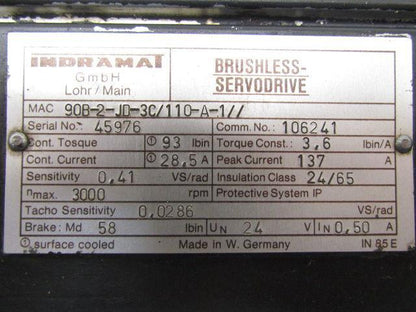 INDRAMAT
GmbH
Lohr/Main
BRUSHLESS-
SERVODRIVE
MAC 90B-2-JD-3C/110-A-1//
Serial No.: 45976 Comm. No.: 106241
Cont. Tosque ① 93 lbin Torque Const.: 3,6 lbin/A
Cont. Current ① 28,5 A Peak Current 137 A
Sensitivity 0,41 VS/rad Insulation Class 24/65
nmax. 3000 rpm Protective System IP
Tacho Sensitivity 0,0286 VS/rad
Brake: Md 58 lbin UN 24 V IN 0,50 A
① surface cooled Made in W. Germany IN 85 E